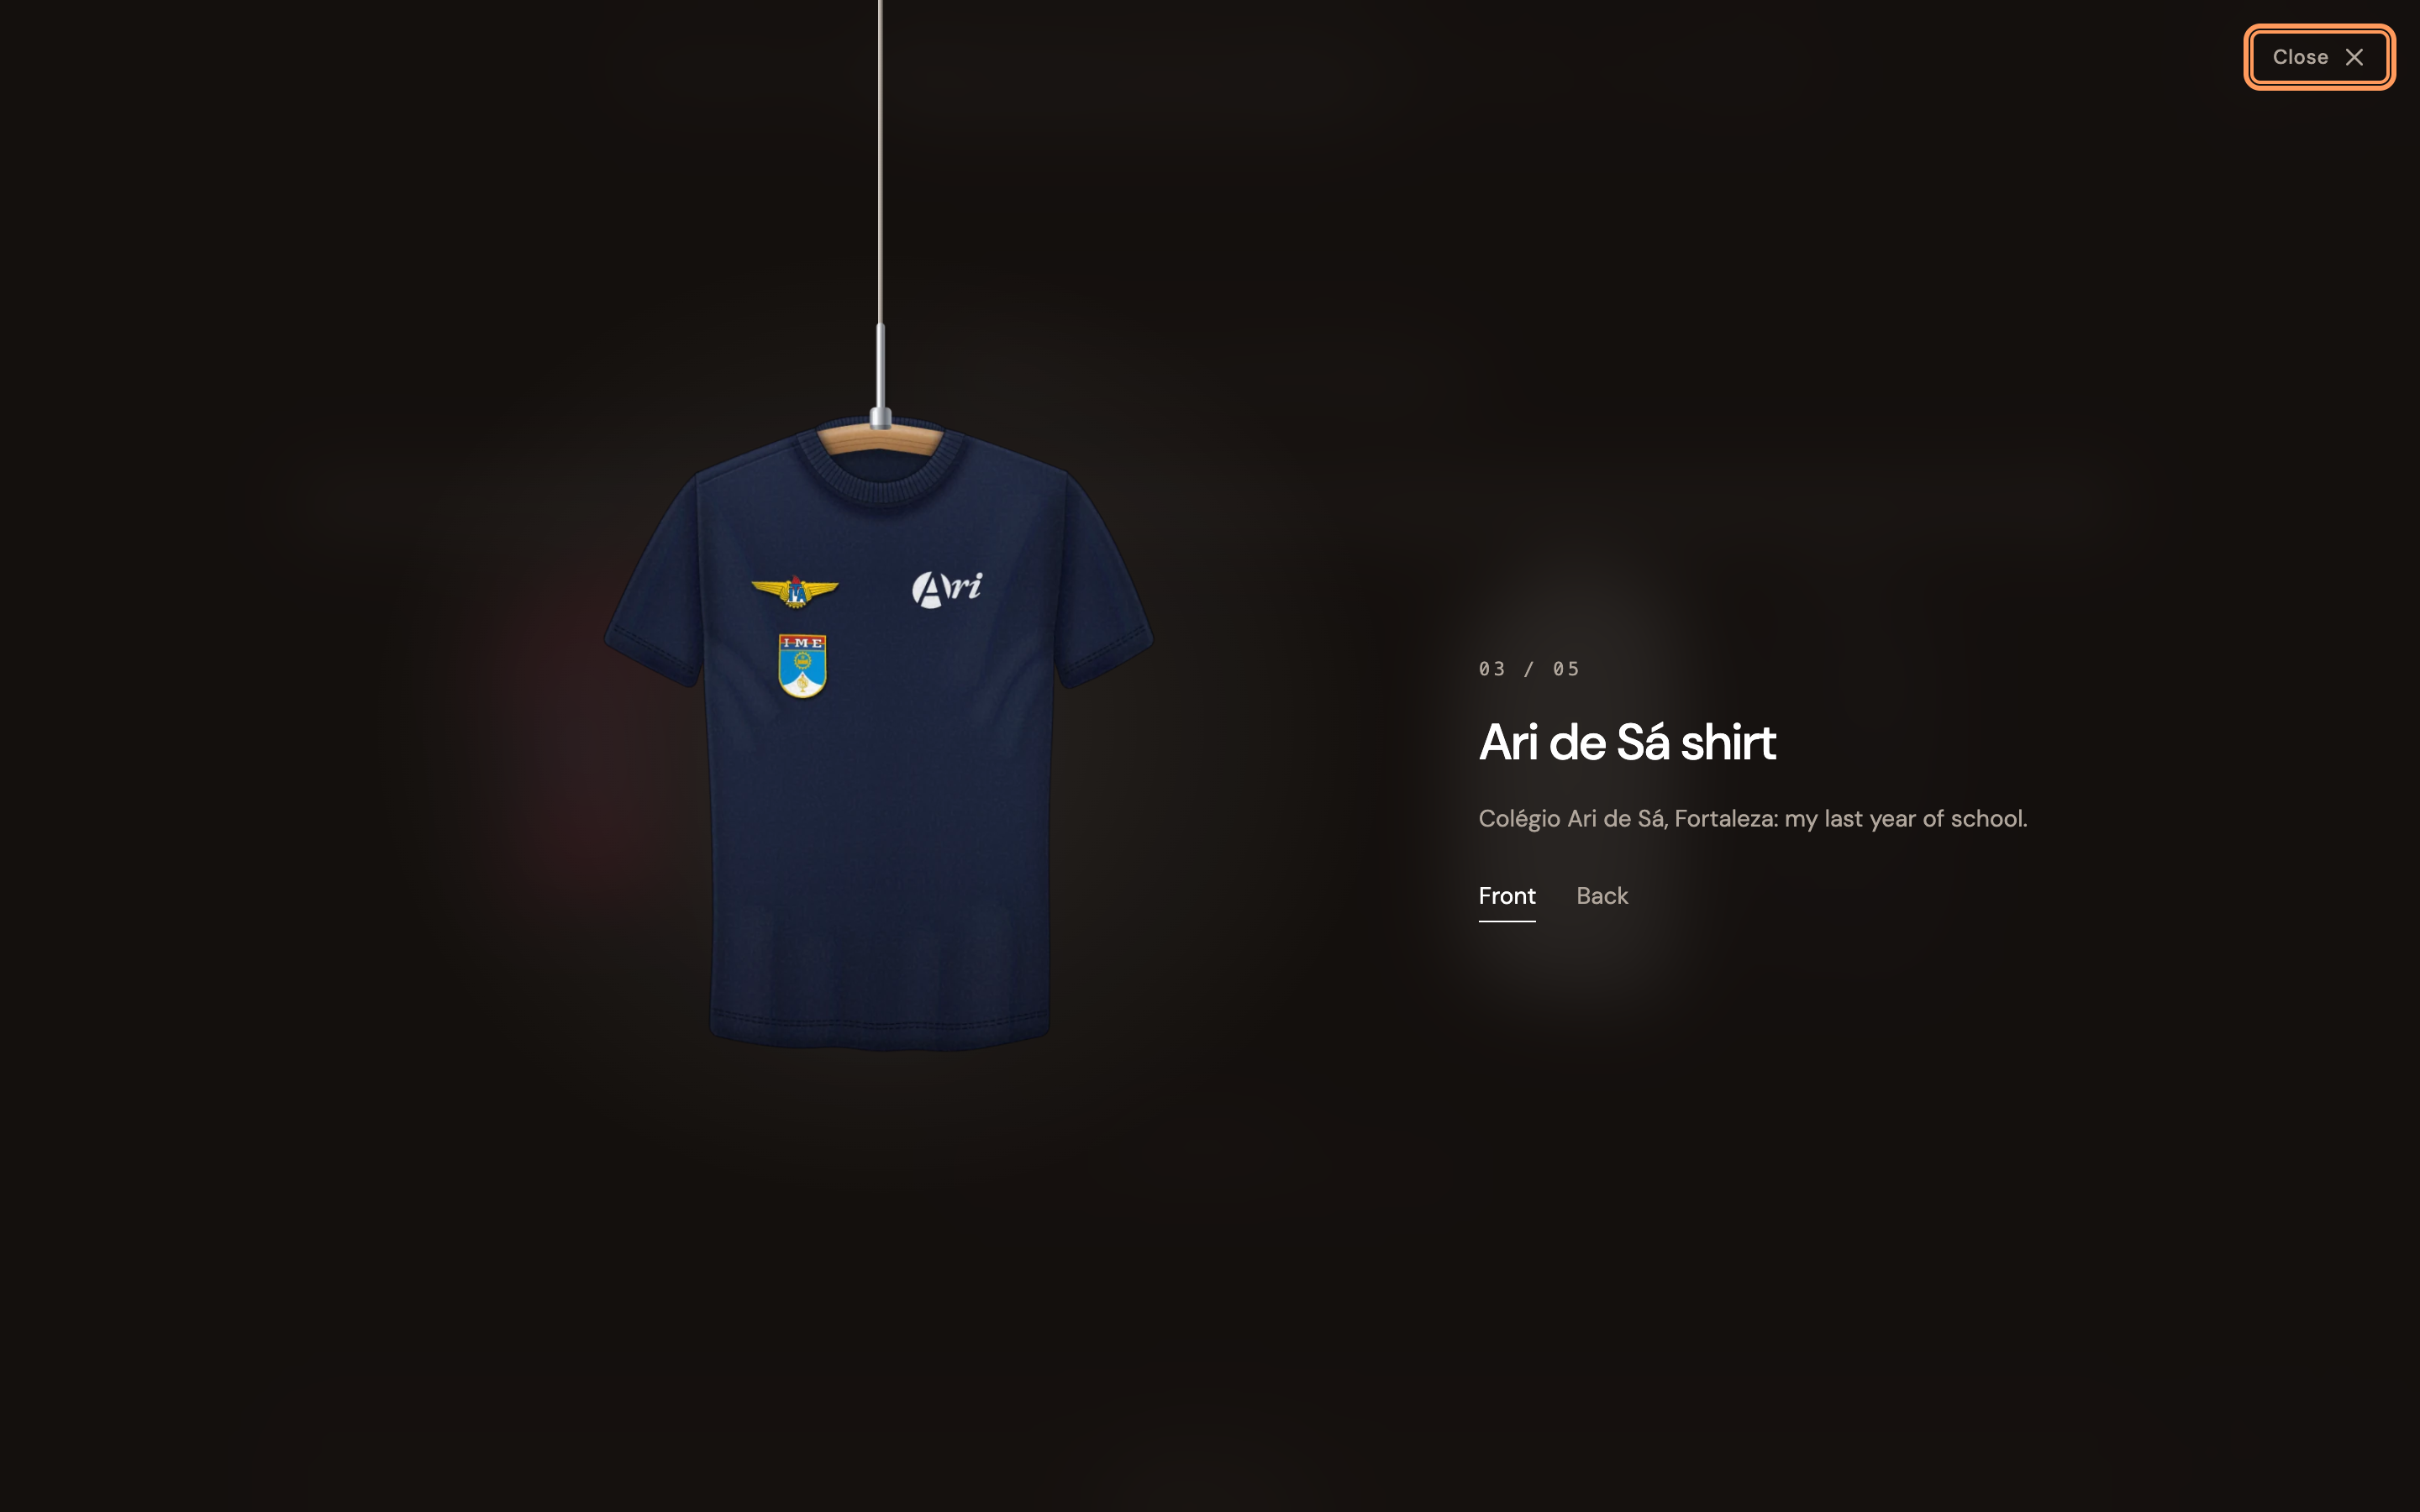 Close
Ari
I-M-E
03 / 05
Ari de Sá shirt
Colégio Ari de Sá, Fortaleza: my last year of school.
Front Back